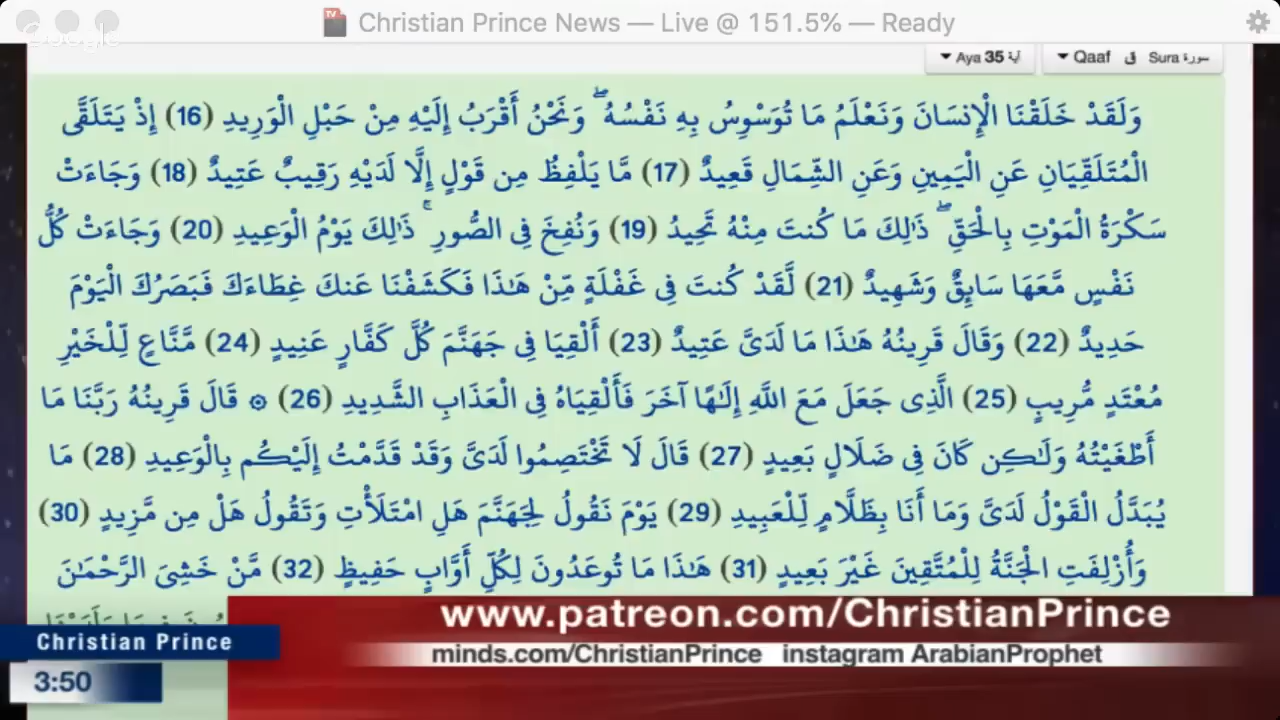 Christian Prince News — Live @ 151.5% — Ready
Google
Aya 35 آية
Qaaf ق Sura سورة
وَلَقَدْ خَلَقْنَا الْإِنسَانَ وَنَعْلَمُ مَا تُوَسْوِسُ بِهِ نَفْسُهُ ۖ وَنَحْنُ أَقْرَبُ إِلَيْهِ مِنْ حَبْلِ الْوَرِيدِ (16) إِذْ يَتَلَقَّى
الْمُتَلَقِّيَانِ عَنِ الْيَمِينِ وَعَنِ الشِّمَالِ قَعِيدٌ (17) مَّا يَلْفِظُ مِن قَوْلٍ إِلَّا لَدَيْهِ رَقِيبٌ عَتِيدٌ (18) وَجَاءَتْ
سَكْرَةُ الْمَوْتِ بِالْحَقِّ ۖ ذَٰلِكَ مَا كُنتَ مِنْهُ تَحِيدُ (19) وَنُفِخَ فِى الصُّورِ ۚ ذَٰلِكَ يَوْمُ الْوَعِيدِ (20) وَجَاءَتْ كُلُّ
نَفْسٍ مَّعَهَا سَايِقٌ وَشَهِيدٌ (21) لَّقَدْ كُنتَ فِى غَفْلَةٍ مِّنْ هَٰذَا فَكَشَفْنَا عَنكَ غِطَاءَكَ فَبَصَرُكَ الْيَوْمَ
حَدِيدٌ (22) وَقَالَ قَرِينُهُ هَٰذَا مَا لَدَىَّ عَتِيدٌ (23) أَلْقِيَا فِى جَهَنَّمَ كُلَّ كَفَّارٍ عَنِيدٍ (24) مَّنَّاعٍ لِّلْخَيْرِ
مُعْتَدٍ مُّرِيبٍ (25) الَّذِى جَعَلَ مَعَ اللَّهِ إِلَٰهًا آخَرَ فَأَلْقِيَاهُ فِى الْعَذَابِ الشَّدِيدِ (26) ۞ قَالَ قَرِينُهُ رَبَّنَا مَا
أَطْغَيْتُهُ وَلَٰكِن كَانَ فِى ضَلَالٍ بَعِيدٍ (27) قَالَ لَا تَخْتَصِمُوا لَدَىَّ وَقَدْ قَدَّمْتُ إِلَيْكُم بِالْوَعِيدِ (28) مَا
يُبَدَّلُ الْقَوْلُ لَدَىَّ وَمَا أَنَا بِظَلَّامٍ لِّلْعَبِيدِ (29) يَوْمَ نَقُولُ لِجَهَنَّمَ هَلِ امْتَلَأْتِ وَتَقُولُ هَلْ مِن مَّزِيدٍ (30)
وَأُزْلِفَتِ الْجَنَّةُ لِلْمُتَّقِينَ غَيْرَ بَعِيدٍ (31) هَٰذَا مَا تُوعَدُونَ لِكُلِّ أَوَّابٍ حَفِيظٍ (32) مَّنْ خَشِىَ الرَّحْمَٰنَ
www.patreon.com/ChristianPrince
Christian Prince
minds.com/ChristianPrince instagram ArabianProphet
3:50